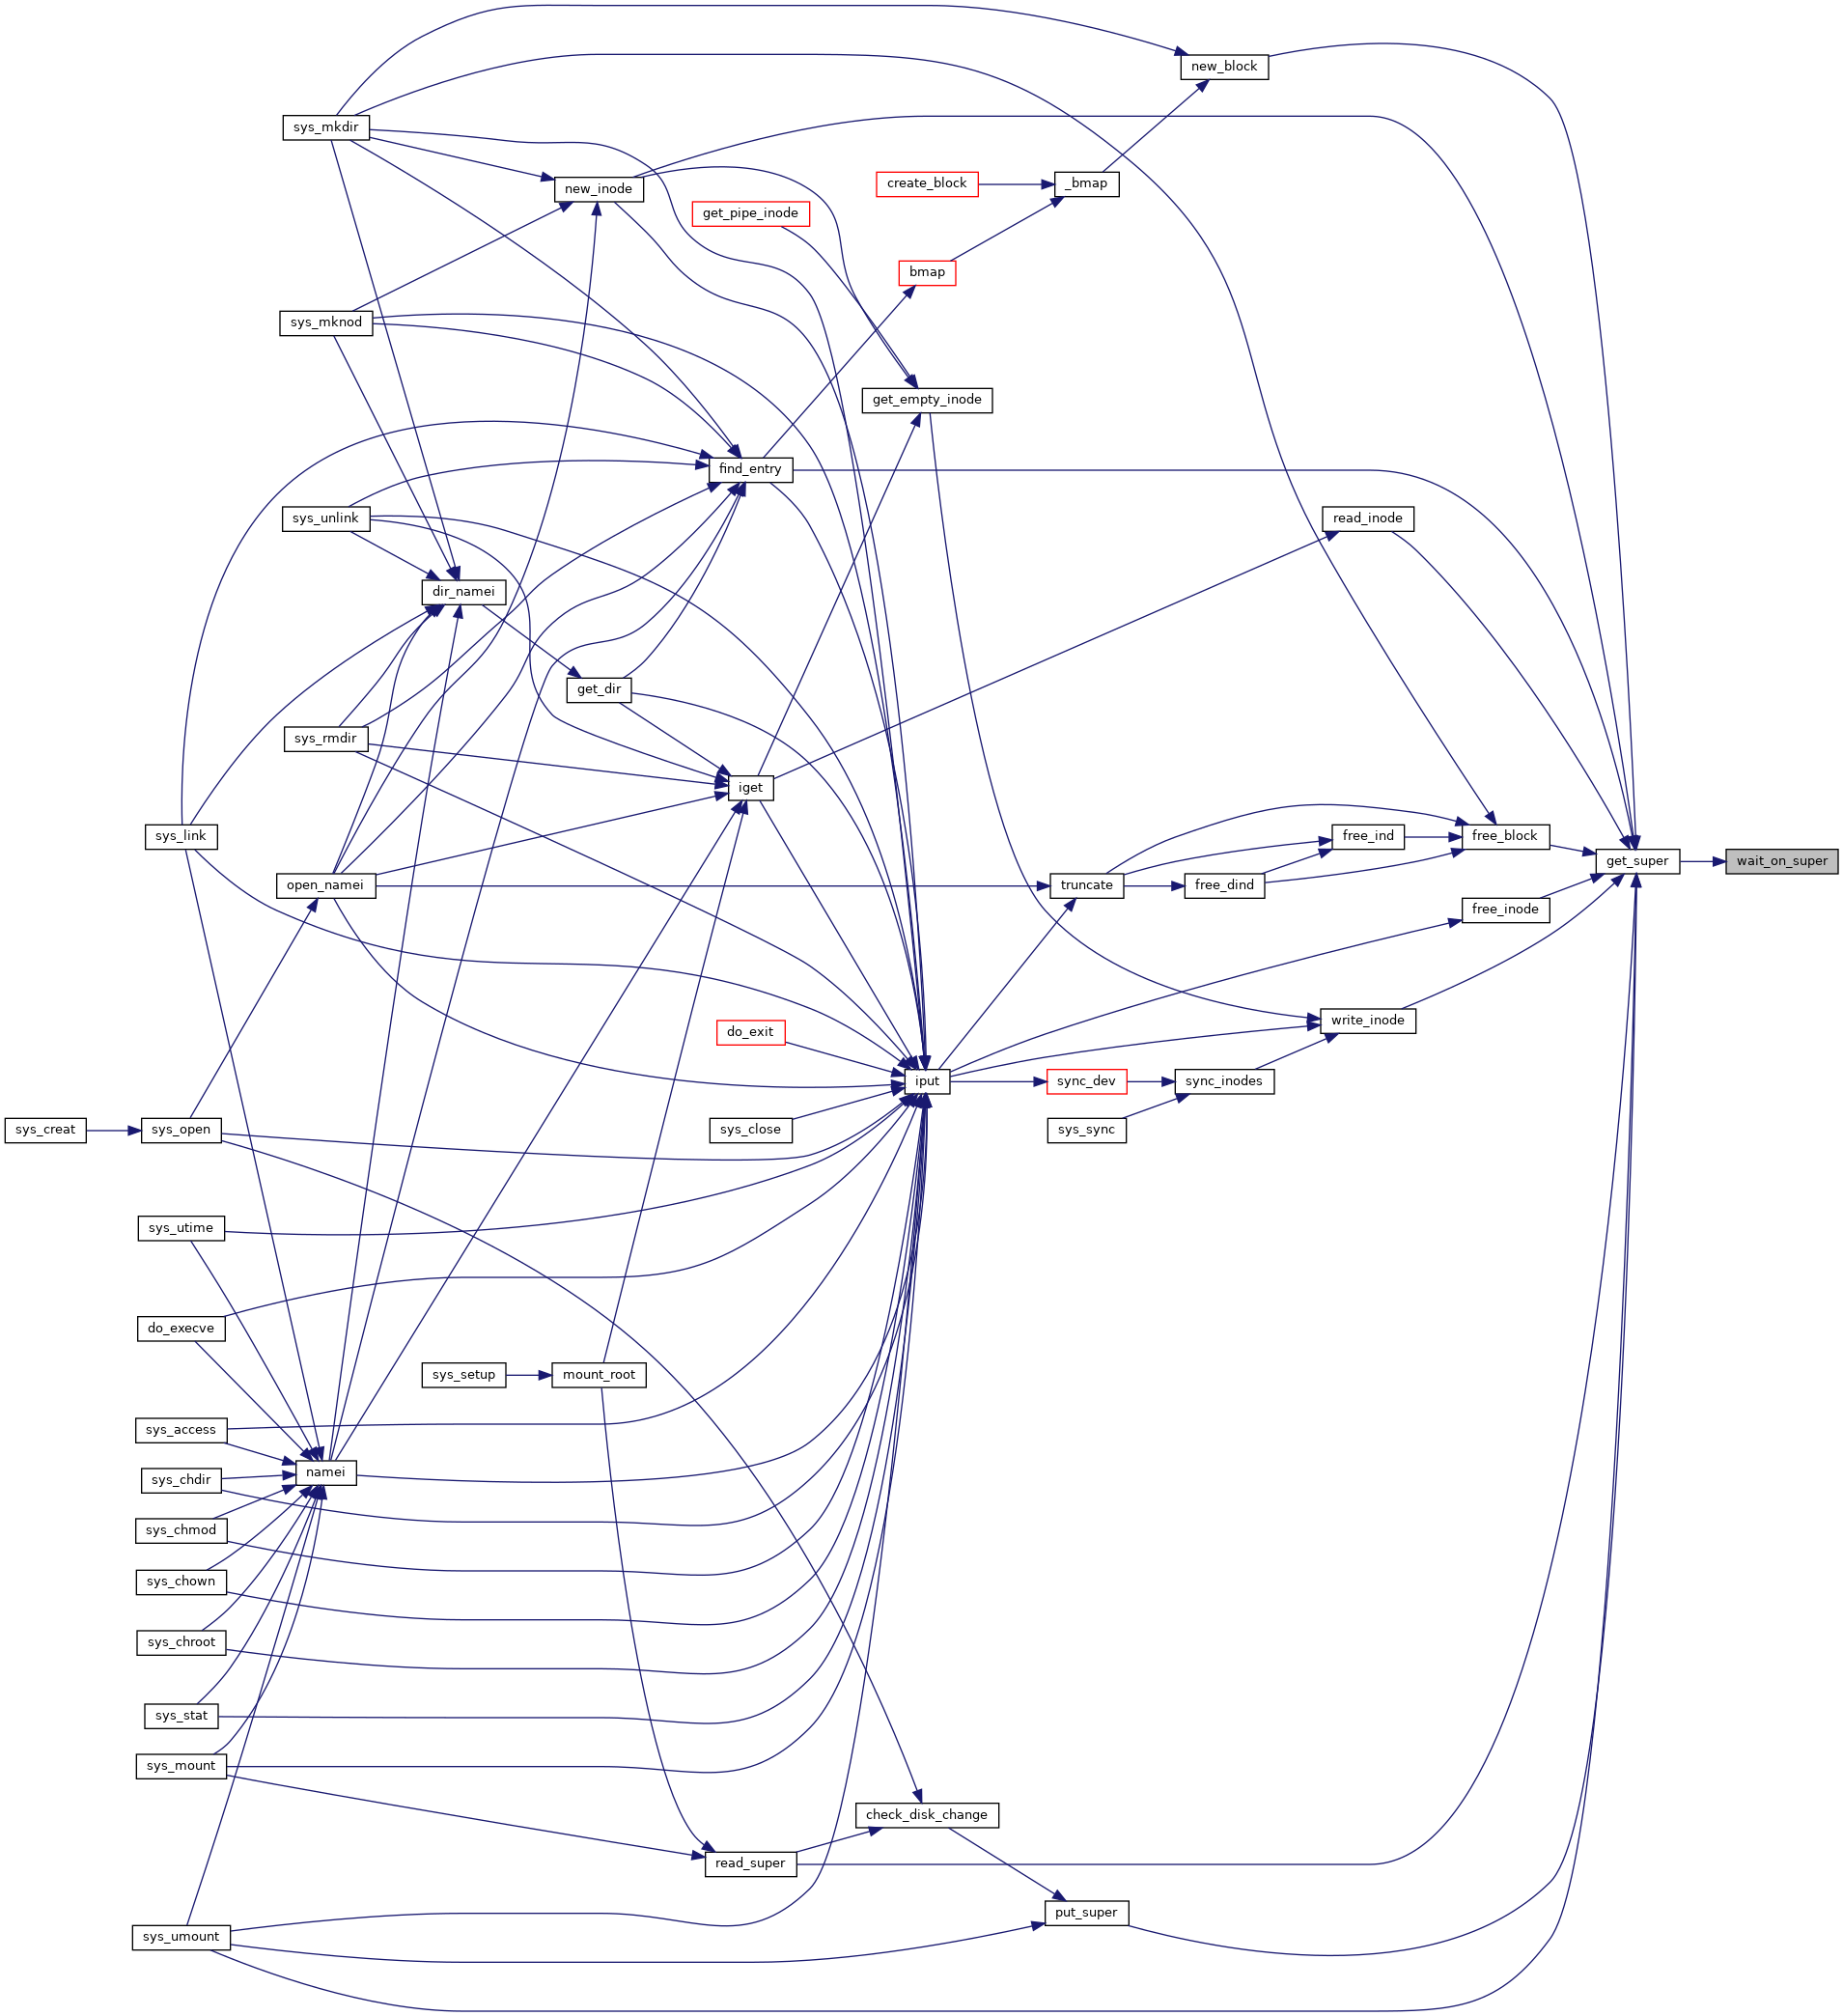 new_block
sys_mkdir
_bmap
create_block
new_inode
get_pipe_inode
bmap
sys_mknod
get_empty_inode
find_entry
sys_unlink
read_inode
dir_namei
get_dir
sys_rmdir
iget
sys_link
free_ind
free_block
get_super
wait_on_super
open_namei
truncate
free_dind
free_inode
write_inode
do_exit
iput
sync_dev
sync_inodes
sys_creat
sys_open
sys_close
sys_sync
sys_utime
do_execve
sys_setup
mount_root
sys_access
namei
sys_chdir
sys_chmod
sys_chown
sys_chroot
sys_stat
sys_mount
check_disk_change
read_super
put_super
sys_umount